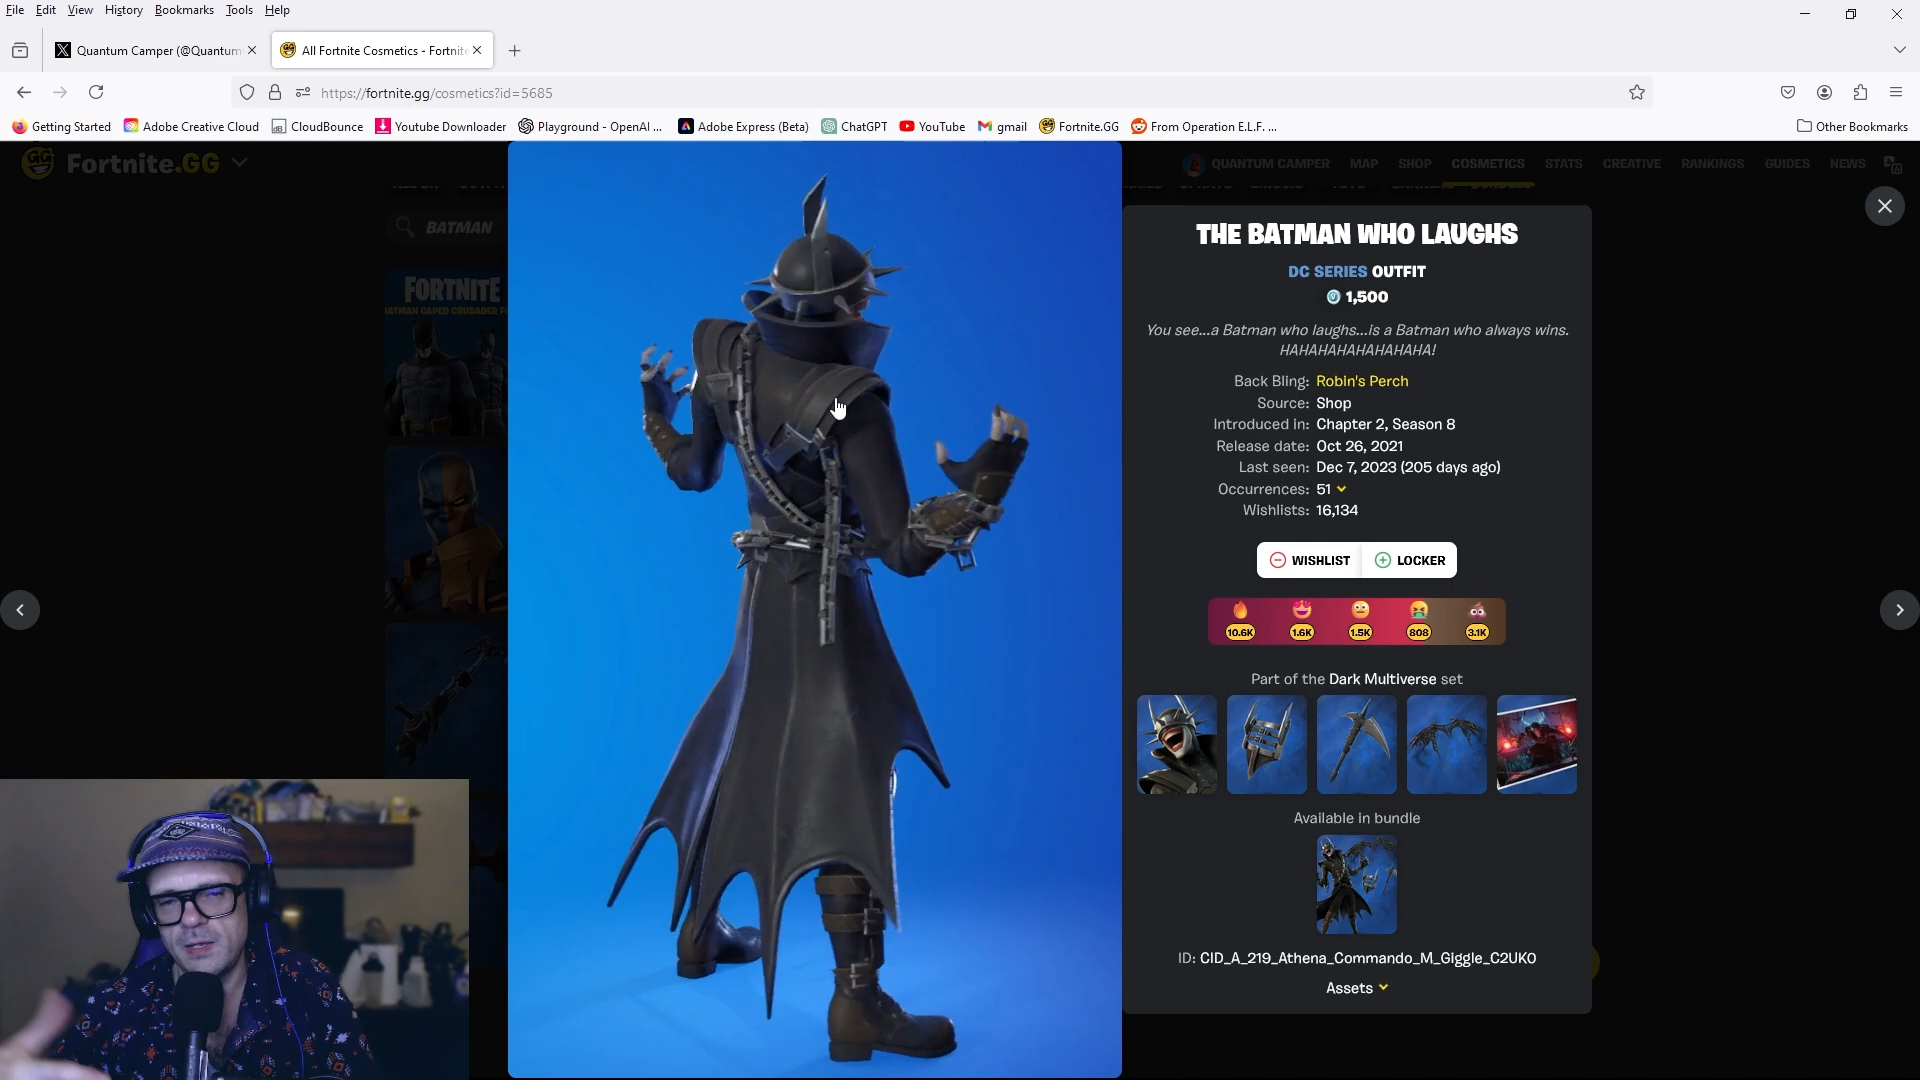 File Edit View History Bookmarks Tools Help
Quantum Camper (@Quantum
All Fortnite Cosmetics - Fortnite
https://fortnite.gg/cosmetics?id=5685
Getting Started Adobe Creative Cloud CloudBounce Youtube Downloader Playground - OpenAI ... Adobe Express (Beta) ChatGPT YouTube gmail Fortnite.GG From Operation E.L.F. ... Other Bookmarks
Fortnite.GG QUANTUM CAMPER MAP SHOP COSMETICS STATS CREATIVE RANKINGS GUIDES NEWS
BATMAN
FORTNITE
BATMAN CAPED CRUSADER P
THE BATMAN WHO LAUGHS
DC SERIES OUTFIT
1,500
You see...a Batman who laughs...is a Batman who always wins.
HAHAHAHAHAHAHAHA!
Back Bling: Robin's Perch
Source: Shop
Introduced in: Chapter 2, Season 8
Release date: Oct 26, 2021
Last seen: Dec 7, 2023 (205 days ago)
Occurrences: 51
Wishlists: 16,134
WISHLIST LOCKER
10.6K 1.6K 1.5K 808 3.1K
Part of the Dark Multiverse set
Available in bundle
ID: CID_A_219_Athena_Commando_M_Giggle_C2UK0
Assets